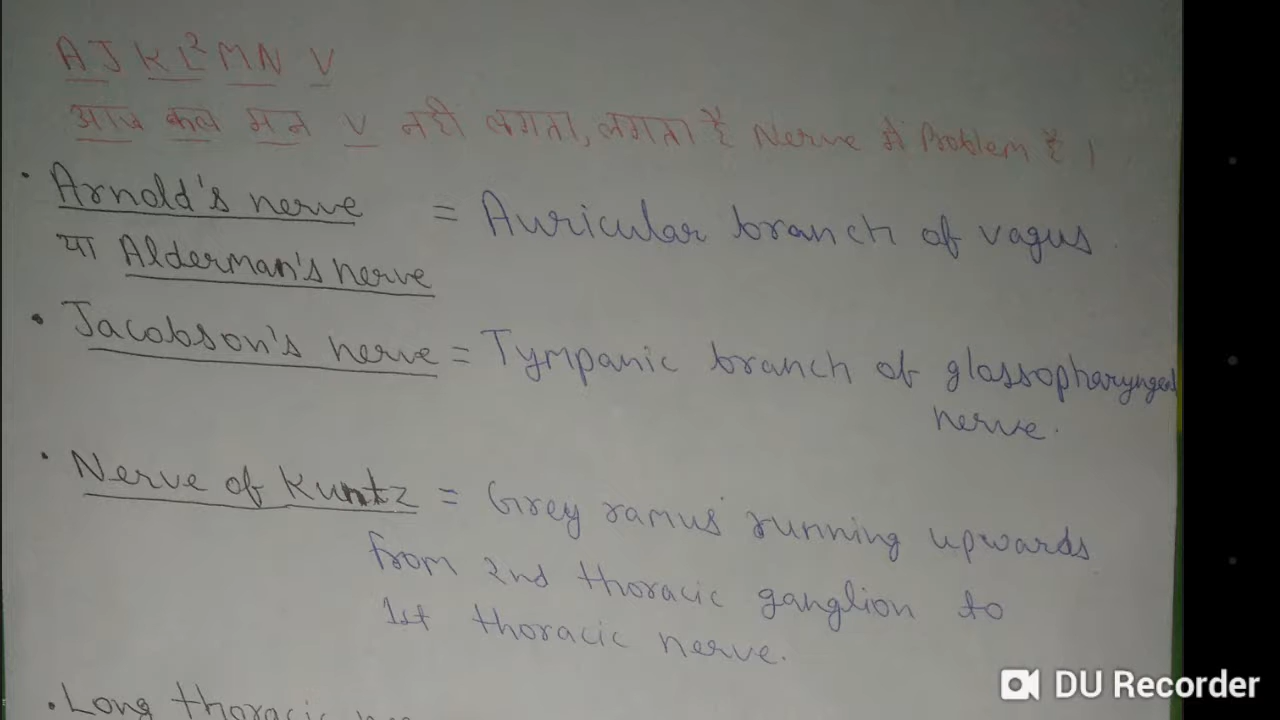 A J K L² M N V
आज कल मन V नही लगता, लगता है Nerve में Problem है ।
• Arnold's nerve = Auricular branch of vagus.
या Alderman's nerve
• Jacobson's nerve = Tympanic branch of glossopharyngeal
nerve.
• Nerve of Kuntz = Grey ramus running upwards
from 2nd thoracic ganglion to
1st thoracic nerve.
• Long thoracic
DU Recorder